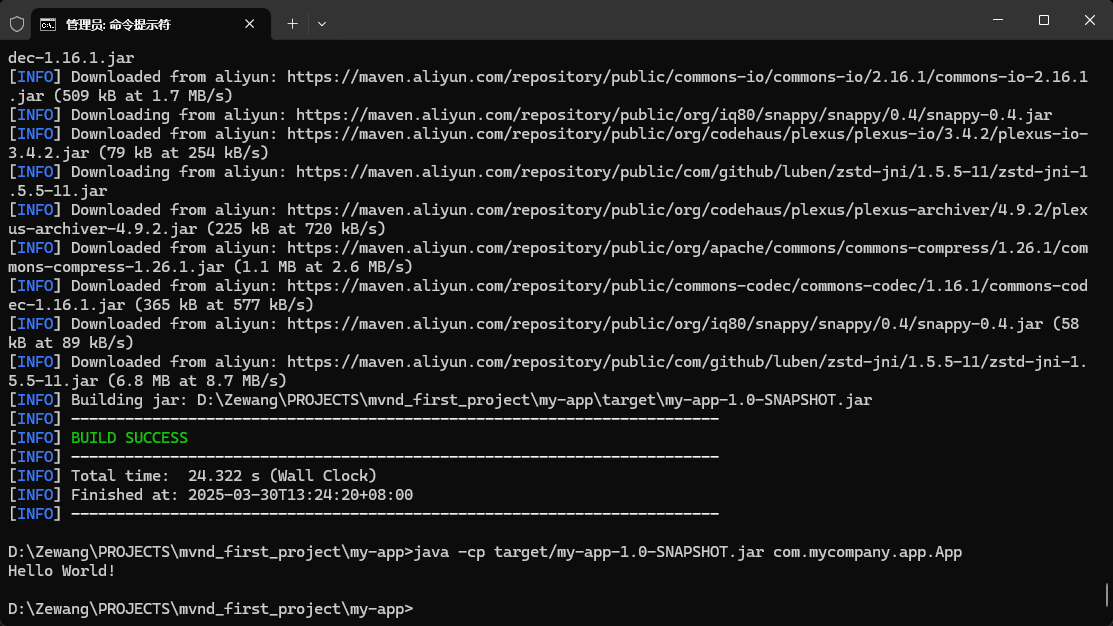 管理员: 命令提示符
dec-1.16.1.jar
[INFO] Downloaded from aliyun: https://maven.aliyun.com/repository/public/commons-io/commons-io/2.16.1/commons-io-2.16.1
.jar (509 kB at 1.7 MB/s)
[INFO] Downloading from aliyun: https://maven.aliyun.com/repository/public/org/iq80/snappy/snappy/0.4/snappy-0.4.jar
[INFO] Downloaded from aliyun: https://maven.aliyun.com/repository/public/org/codehaus/plexus/plexus-io/3.4.2/plexus-io-
3.4.2.jar (79 kB at 254 kB/s)
[INFO] Downloading from aliyun: https://maven.aliyun.com/repository/public/com/github/luben/zstd-jni/1.5.5-11/zstd-jni-1
.5.5-11.jar
[INFO] Downloaded from aliyun: https://maven.aliyun.com/repository/public/org/codehaus/plexus/plexus-archiver/4.9.2/plex
us-archiver-4.9.2.jar (225 kB at 720 kB/s)
[INFO] Downloaded from aliyun: https://maven.aliyun.com/repository/public/org/apache/commons/commons-compress/1.26.1/com
mons-compress-1.26.1.jar (1.1 MB at 2.6 MB/s)
[INFO] Downloaded from aliyun: https://maven.aliyun.com/repository/public/commons-codec/commons-codec/1.16.1/commons-cod
ec-1.16.1.jar (365 kB at 577 kB/s)
[INFO] Downloaded from aliyun: https://maven.aliyun.com/repository/public/org/iq80/snappy/snappy/0.4/snappy-0.4.jar (58
kB at 89 kB/s)
[INFO] Downloaded from aliyun: https://maven.aliyun.com/repository/public/com/github/luben/zstd-jni/1.5.5-11/zstd-jni-1.
5.5-11.jar (6.8 MB at 8.7 MB/s)
[INFO] Building jar: D:\Zewang\PROJECTS\mvnd_first_project\my-app\target\my-app-1.0-SNAPSHOT.jar
[INFO] ------------------------------------------------------------------------
[INFO] BUILD SUCCESS
[INFO] ------------------------------------------------------------------------
[INFO] Total time:  24.322 s (Wall Clock)
[INFO] Finished at: 2025-03-30T13:24:20+08:00
[INFO] ------------------------------------------------------------------------
D:\Zewang\PROJECTS\mvnd_first_project\my-app>java -cp target/my-app-1.0-SNAPSHOT.jar com.mycompany.app.App
Hello World!
D:\Zewang\PROJECTS\mvnd_first_project\my-app>